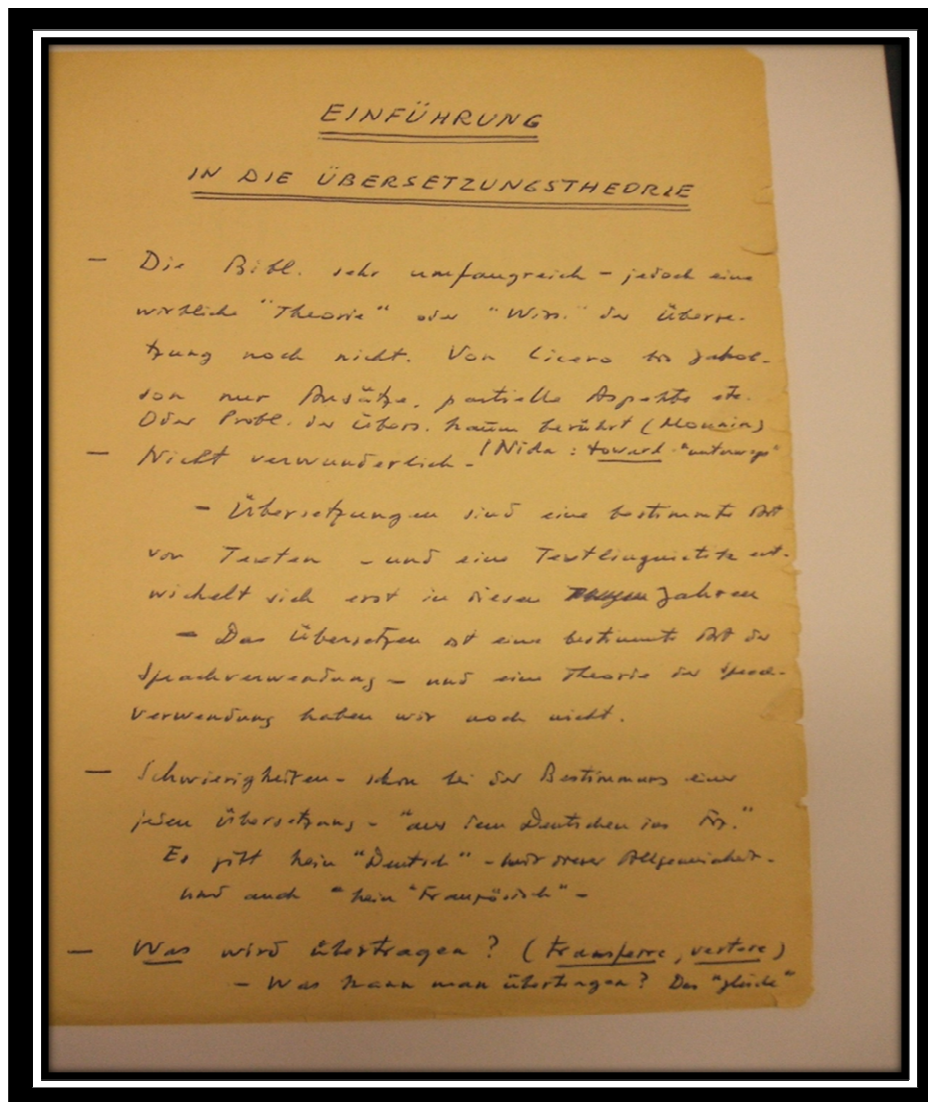 EINFÜHRUNG
IN DIE ÜBERSETZUNGSTHEORIE
— Die Bibl. sehr umfangreich – jedoch eine
wirkliche "Theorie" oder "Wiss." der Überse-
tzung noch nicht. Von Cicero bis Jakob-
son nur Ansätze, partielle Aspekte etc.
Oder Probl. der Übers. kaum berührt (Mounin)
— Nicht verwunderlich – ! Nida : toward "unterwegs"
– Übersetzungen sind eine bestimmte Art
von Texten – und eine Textlinguistik ent-
wickelt sich erst in diesen Jahren
– Das Übersetzen ist eine bestimmte Art der
Sprachverwendung – und eine Theorie der Sprach-
verwendung haben wir noch nicht.
— Schwierigkeiten – schon bei der Bestimmung einer
jeden Übersetzung – "aus dem Deutschen ins Frz."
Es gibt kein "Deutsch" – mit dieser Allgemeinheit –
und auch "kein "Französisch" –
— Was wird übertragen? (transferre, vertere)
– Was kann man übertragen? Das "gleiche"